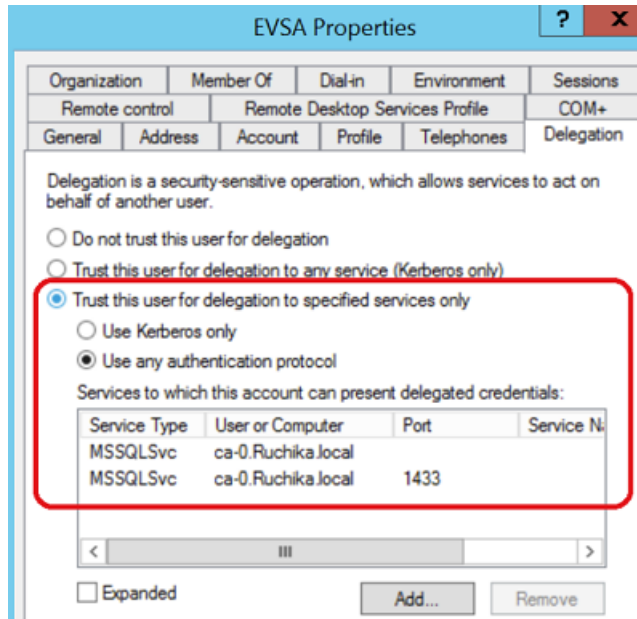 EVSA Properties
? x
Organization Member Of Dial-in Environment Sessions
Remote control Remote Desktop Services Profile COM+
General Address Account Profile Telephones Delegation
Delegation is a security-sensitive operation, which allows services to act on
behalf of another user.
Do not trust this user for delegation
Trust this user for delegation to any service (Kerberos only)
Trust this user for delegation to specified services only
Use Kerberos only
Use any authentication protocol
Services to which this account can present delegated credentials:
Service Type User or Computer Port Service Na
MSSQLSvc ca-0.Ruchika.local
MSSQLSvc ca-0.Ruchika.local 1433
Expanded Add... Remove